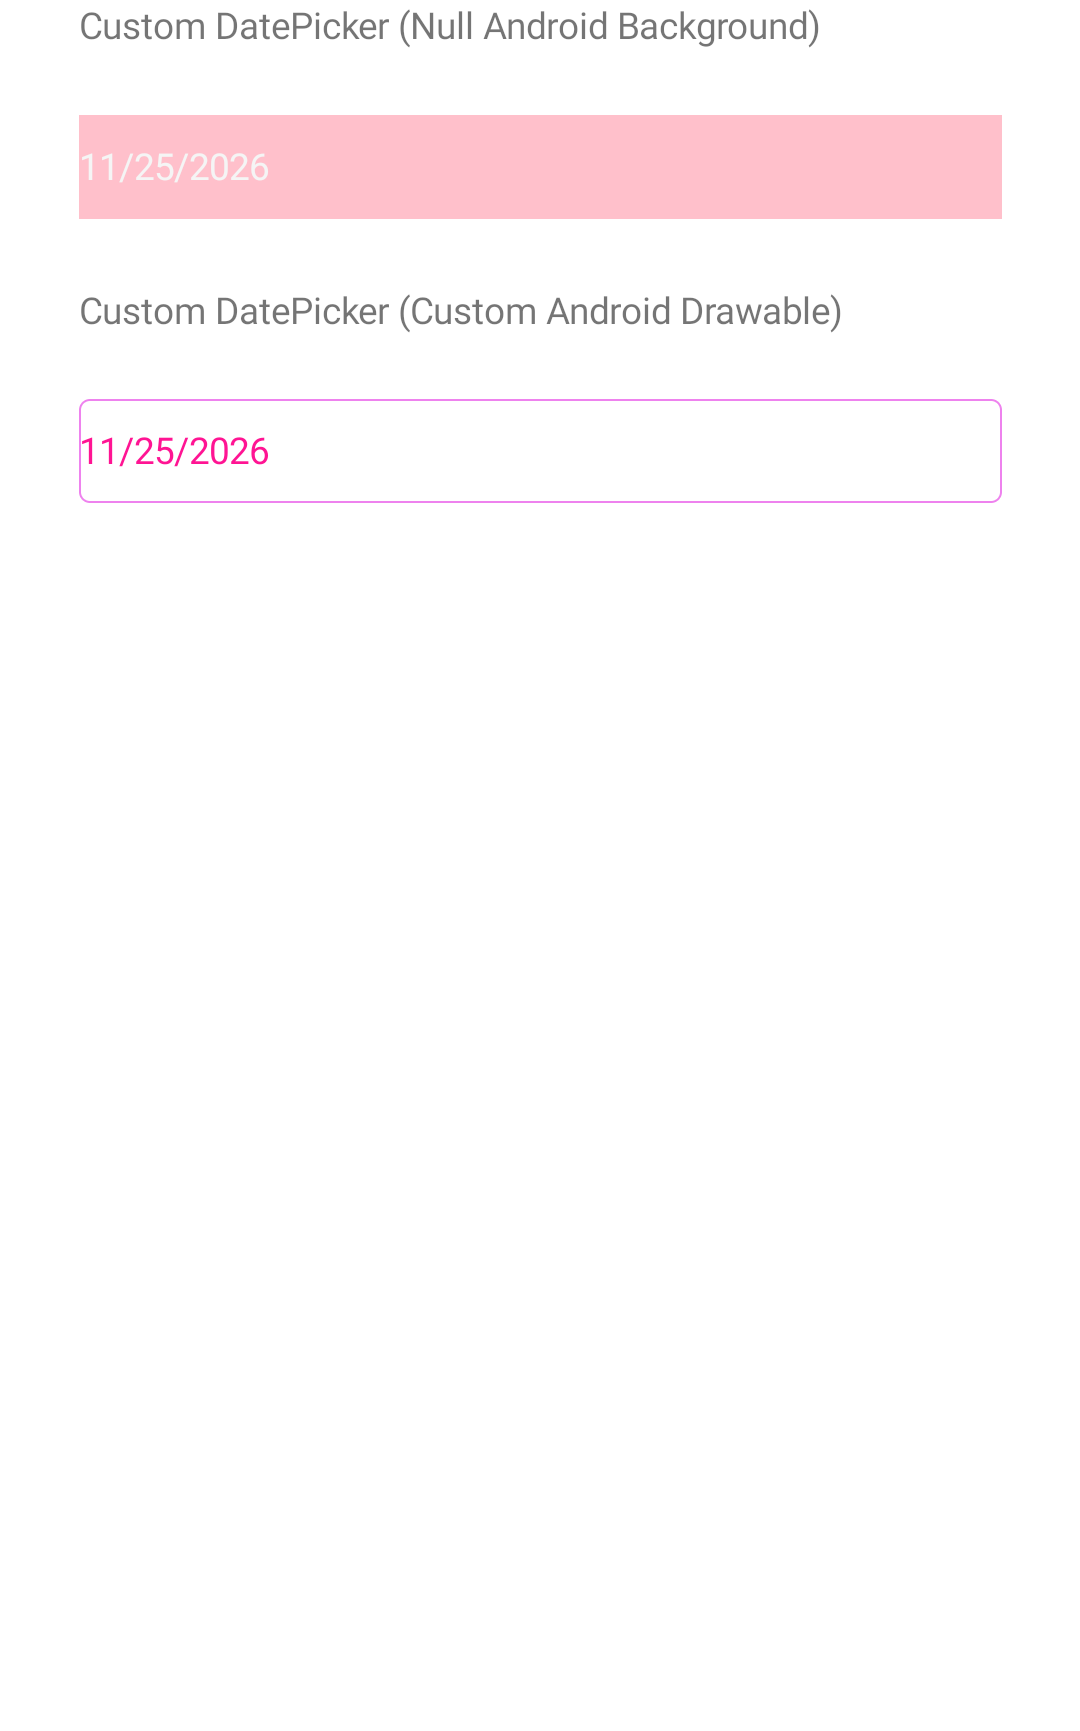 Custom DatePicker (Null Android Background)
11/25/2026
Custom DatePicker (Custom Android Drawable)
11/25/2026